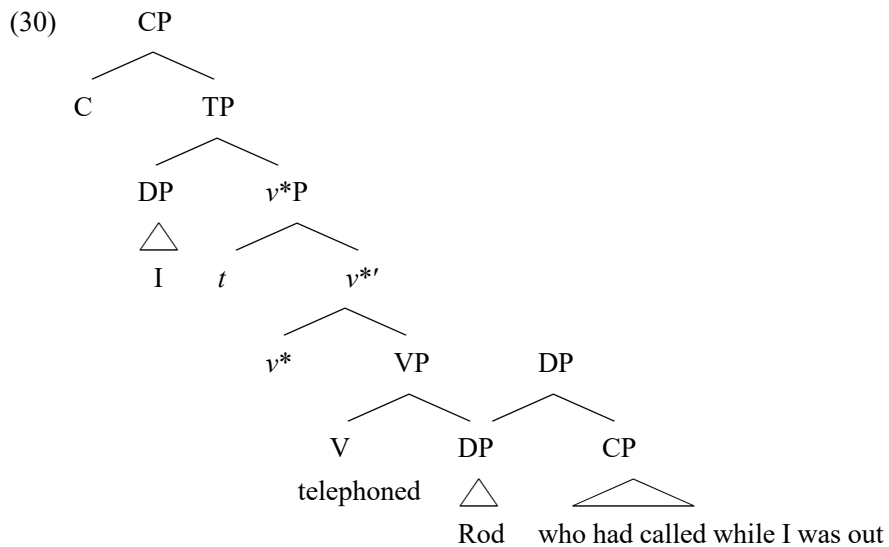 (30) CP
C TP
DP v*P
I t v*′
v* VP DP
V DP CP
telephoned
Rod who had called while I was out